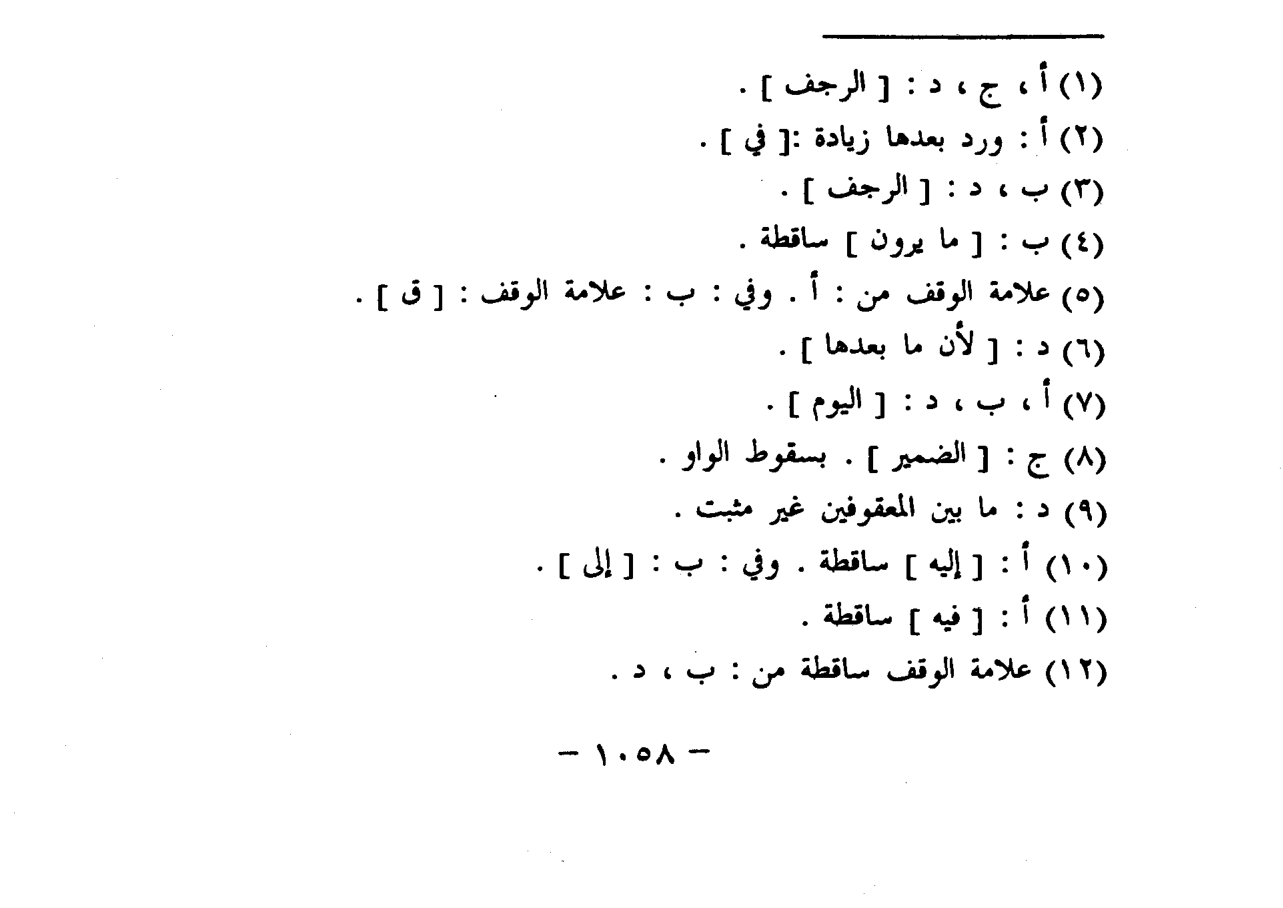 (١) أ ، ج ، د : [ الرجف ] .
(٢) أ : ورد بعدها زيادة :[ في ] .
(٣) ب ، د : [ الرجف ] .
(٤) ب : [ ما يرون ] ساقطة .
(٥) علامة الوقف من : أ . وفي : ب : علامة الوقف : [ ق ] .
(٦) د : [ لأن ما بعدها ] .
(٧) أ ، ب ، د : [ اليوم ] .
(٨) ج : [ الضمير ] . بسقوط الواو .
(٩) د : ما بين المعقوفين غير مثبت .
(١٠) أ : [ إليه ] ساقطة . وفي : ب : [ إلى ] .
(١١) أ : [ فيه ] ساقطة .
(١٢) علامة الوقف ساقطة من : ب ، د .
– ١٠٥٨ –